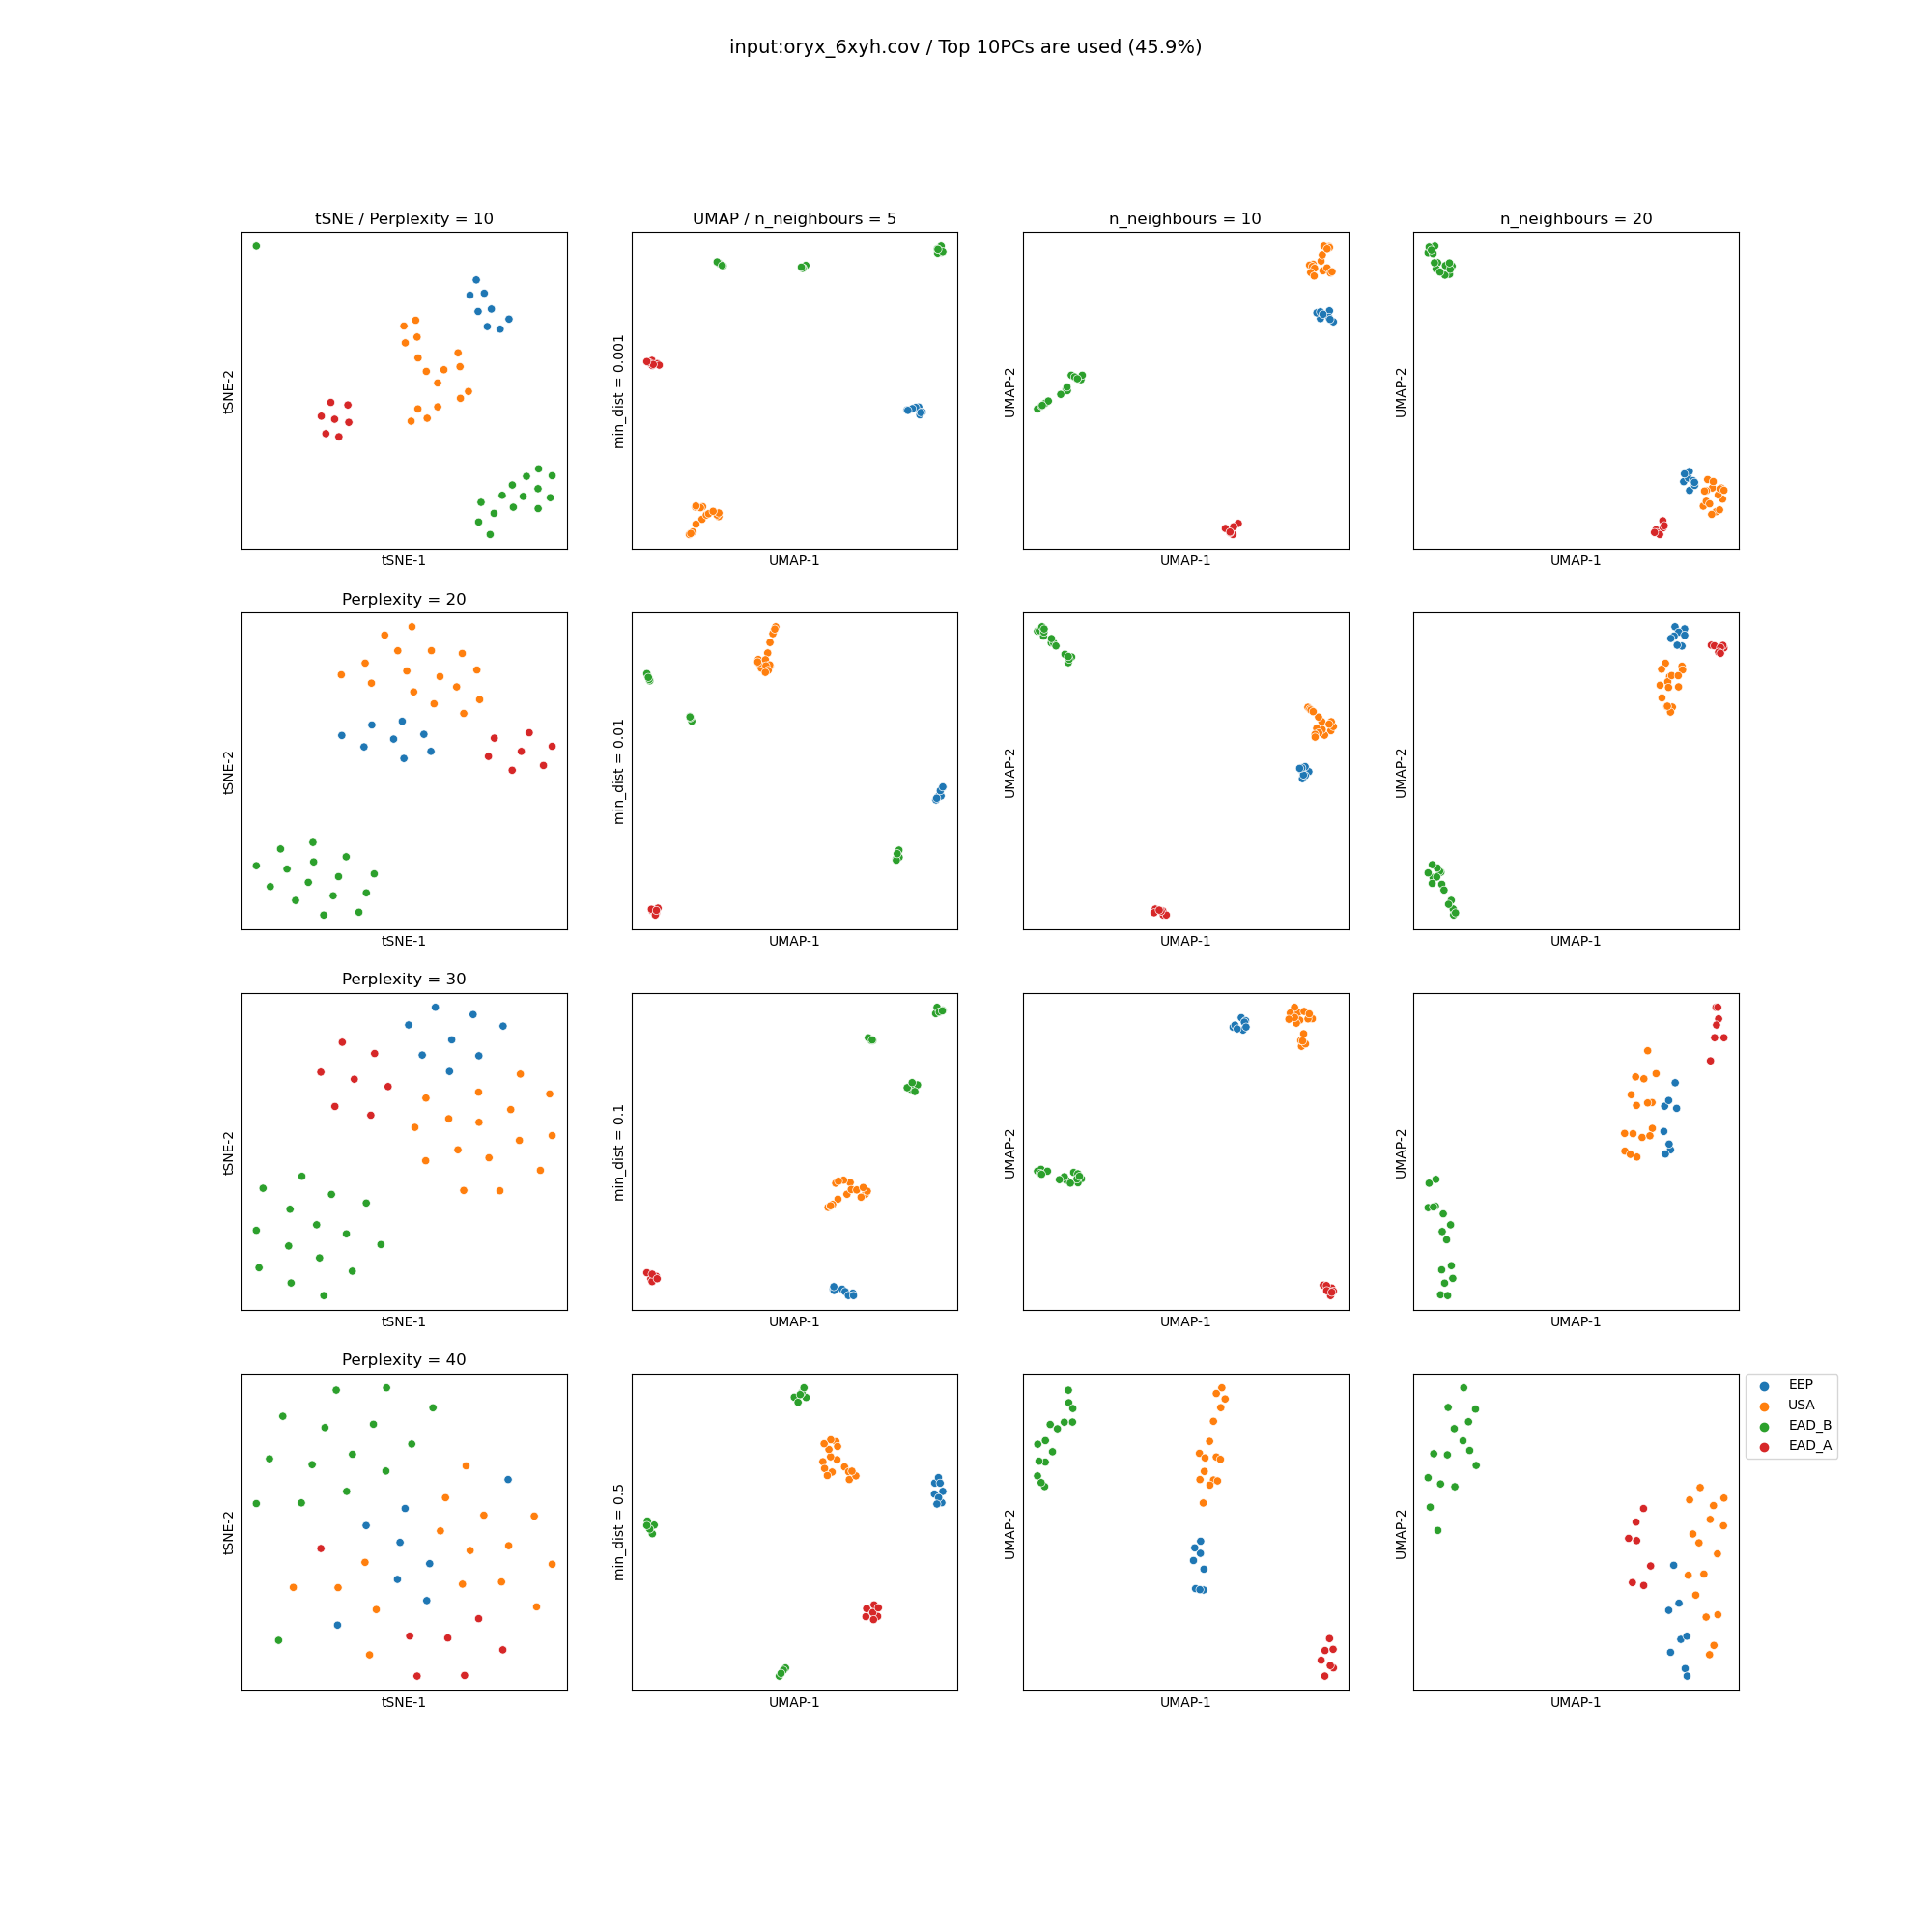 input:oryx_6xyh.cov / Top 10PCs are used (45.9%)
tSNE / Perplexity = 10
UMAP / n_neighbours = 5
n_neighbours = 10
n_neighbours = 20
tSNE-2
min_dist = 0.001
UMAP-2
UMAP-2
tSNE-1
UMAP-1
UMAP-1
UMAP-1
Perplexity = 20
tSNE-2
min_dist = 0.01
UMAP-2
UMAP-2
tSNE-1
UMAP-1
UMAP-1
UMAP-1
Perplexity = 30
tSNE-2
min_dist = 0.1
UMAP-2
UMAP-2
tSNE-1
UMAP-1
UMAP-1
UMAP-1
Perplexity = 40
tSNE-2
min_dist = 0.5
UMAP-2
UMAP-2
EEP
USA
EAD_B
EAD_A
tSNE-1
UMAP-1
UMAP-1
UMAP-1